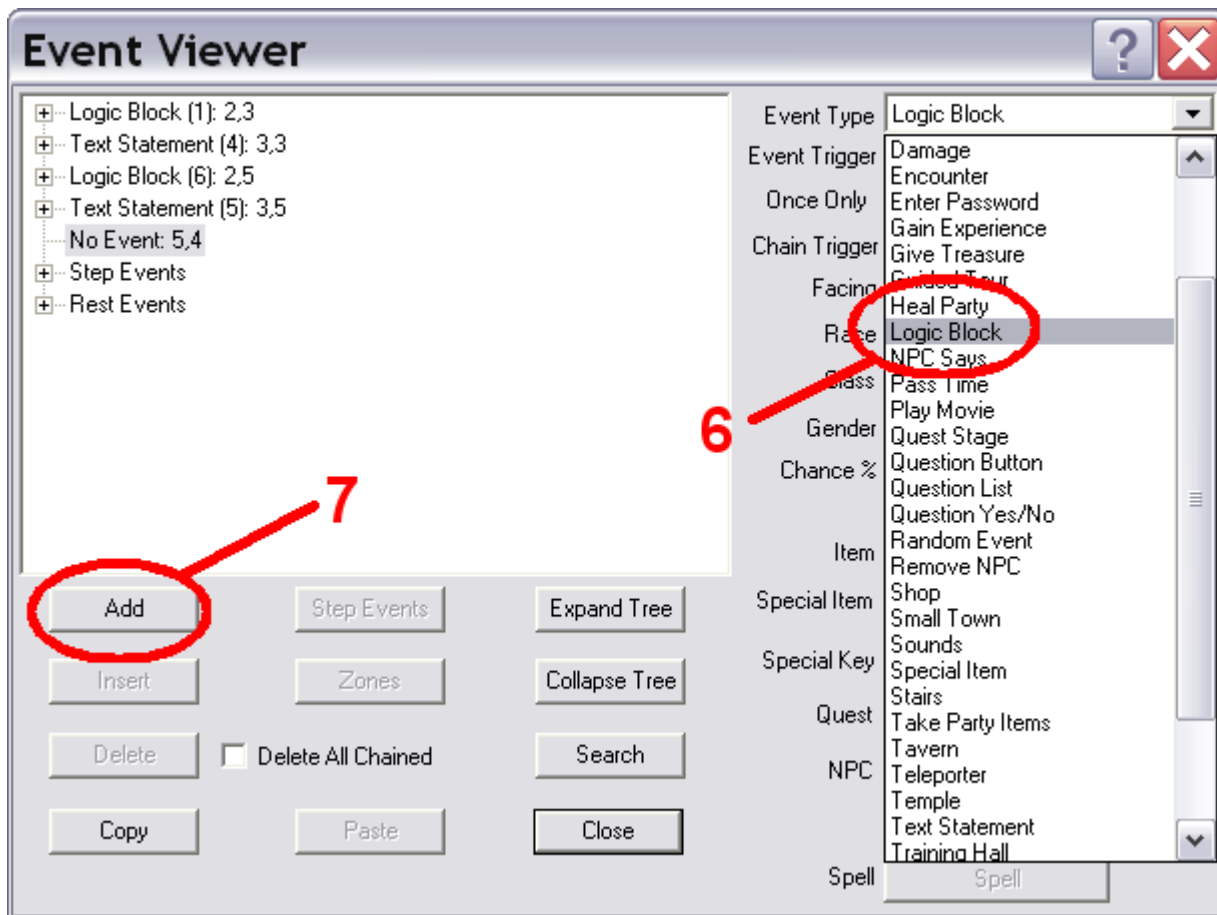 Event Viewer
?
Logic Block (1): 2,3
Text Statement (4): 3,3
Logic Block (6): 2,5
Text Statement (5): 3,5
No Event: 5,4
Step Events
Rest Events
Event Type
Logic Block
Event Trigger
Once Only
Chain Trigger
Facing
Race
Class
Gender
Chance %
Item
Special Item
Special Key
Quest
NPC
Spell
Spell
Damage
Encounter
Enter Password
Gain Experience
Give Treasure
Guided Tour
Heal Party
Logic Block
NPC Says
Pass Time
Play Movie
Quest Stage
Question Button
Question List
Question Yes/No
Random Event
Remove NPC
Shop
Small Town
Sounds
Special Item
Stairs
Take Party Items
Tavern
Teleporter
Temple
Text Statement
Training Hall
6
7
Add
Step Events
Expand Tree
Insert
Zones
Collapse Tree
Delete
Delete All Chained
Search
Copy
Paste
Close